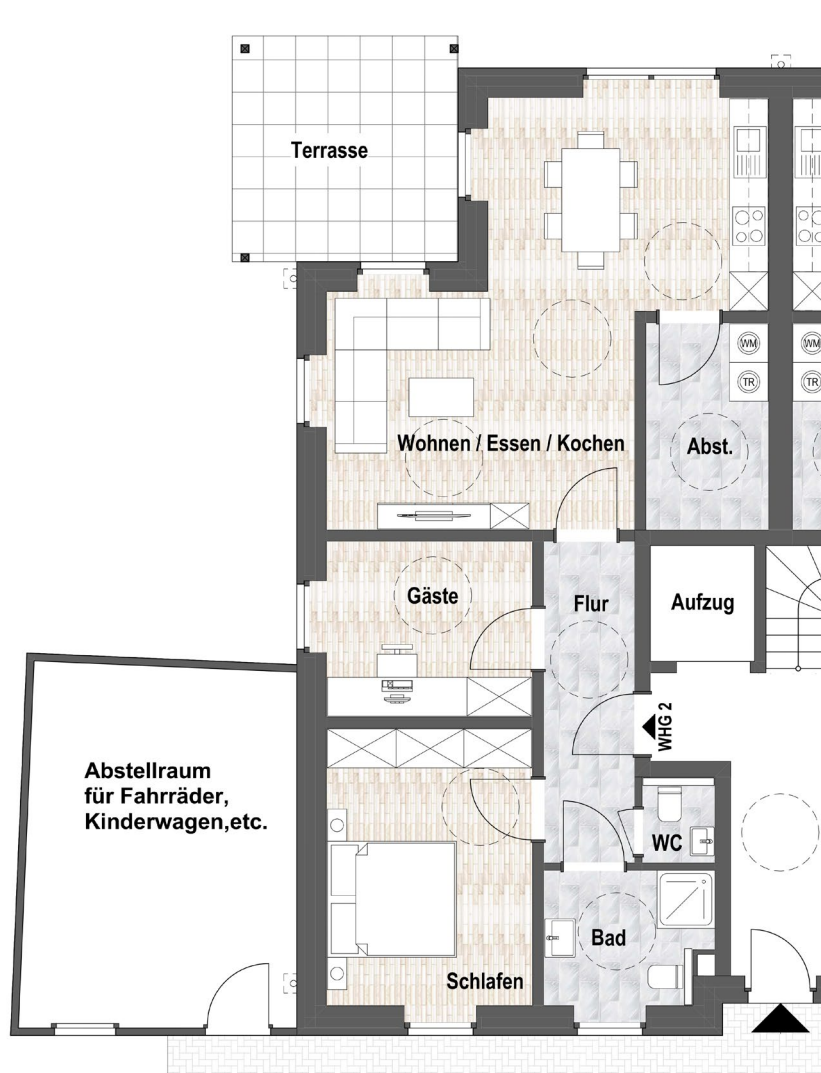 Terrasse
WM
WM
TR
TR
Wohnen / Essen / Kochen
Abst.
Gäste
Flur
Aufzug
WHG 2
Abstellraum
für Fahrräder,
Kinderwagen,etc.
WC
Bad
Schlafen